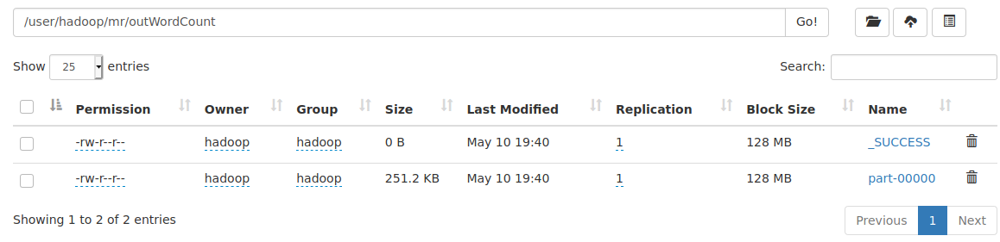 /user/hadoop/mr/outWordCount Go!
Show 25 entries Search:
Permission Owner Group Size Last Modified Replication Block Size Name
-rw-r--r-- hadoop hadoop 0 B May 10 19:40 1 128 MB _SUCCESS
-rw-r--r-- hadoop hadoop 251.2 KB May 10 19:40 1 128 MB part-00000
Showing 1 to 2 of 2 entries Previous 1 Next